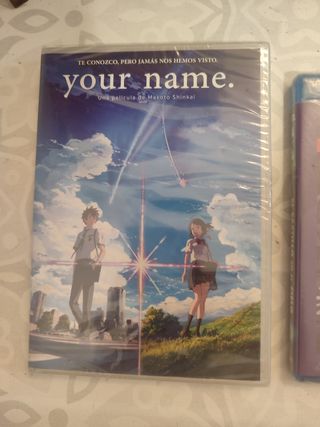 TE CONOZCO, PERO JAMÁS NOS HEMOS VISTO.
your name.
Una película de Makoto Shinkai